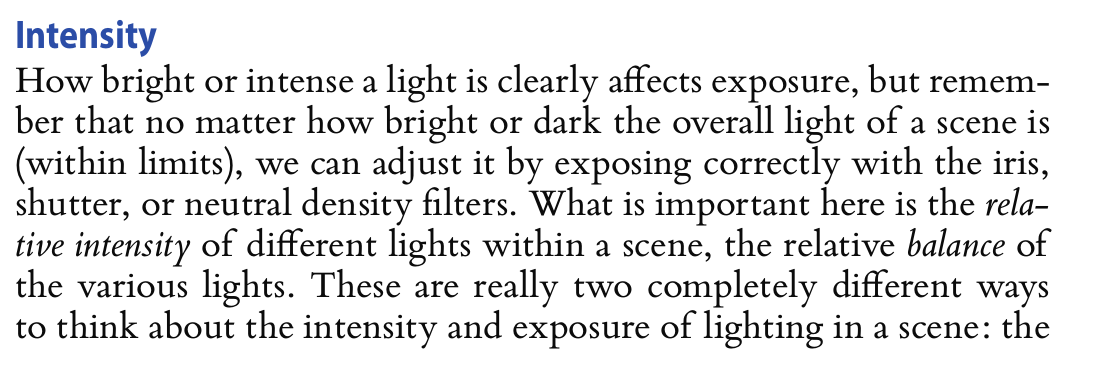 Intensity
How bright or intense a light is clearly affects exposure, but remem-
ber that no matter how bright or dark the overall light of a scene is
(within limits), we can adjust it by exposing correctly with the iris,
shutter, or neutral density filters. What is important here is the rela-
tive intensity of different lights within a scene, the relative balance of
the various lights. These are really two completely different ways
to think about the intensity and exposure of lighting in a scene: the